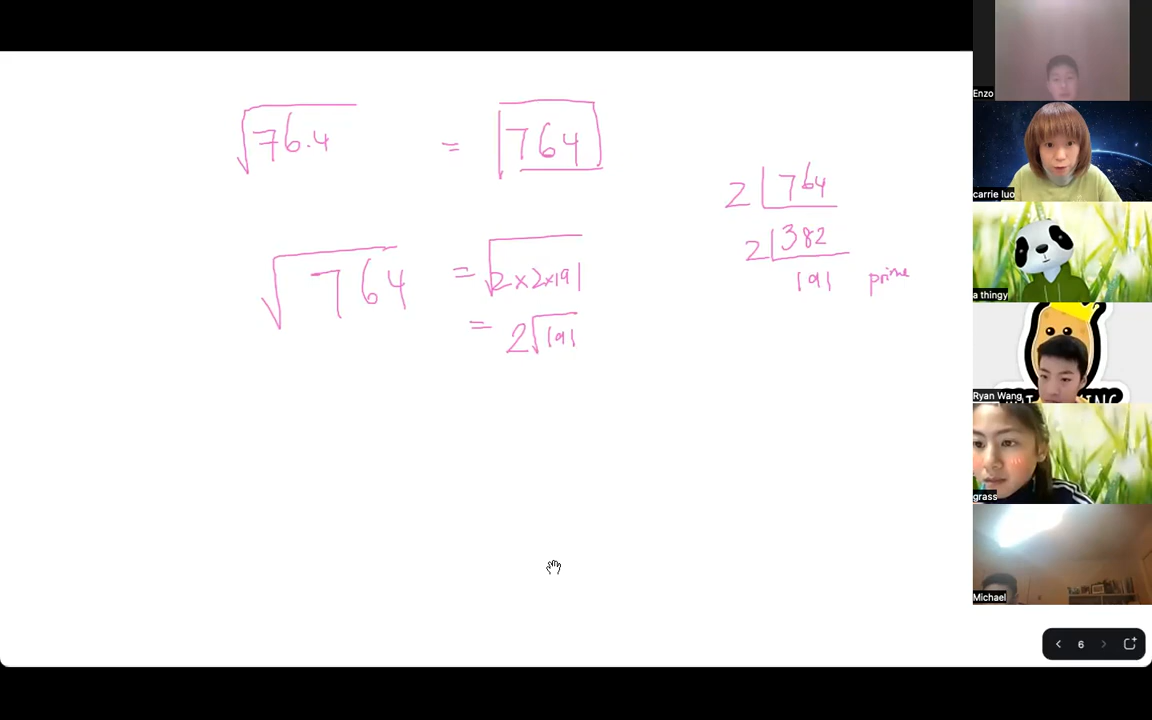 √76.4 = √764
2 | 764
2 | 382
191 prime
√764 = √2×2×191
= 2√191
Enzo
carrie luo
a thingy
Ryan Wang
grass
Michael
6